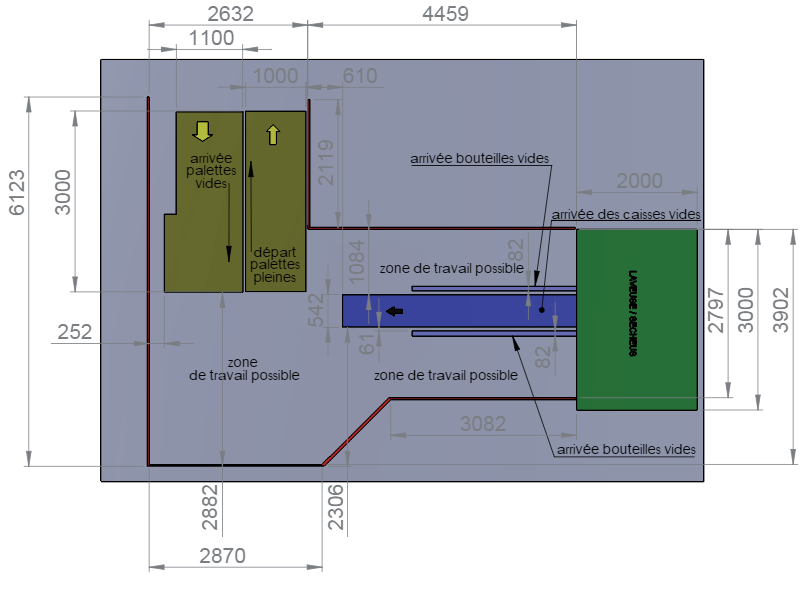 2632
4459
1100
1000
610
arrivée
palettes
vides
départ
palettes
pleines
6123
3000
2119
arrivée bouteilles vides
2000
arrivée des caisses vides
1084
82
zone de travail possible
542
61
82
LAVEUSE / SECHEUSE
2797
3000
3902
252
zone
de travail possible
zone de travail possible
3082
arrivée bouteilles vides
2882
2306
2870